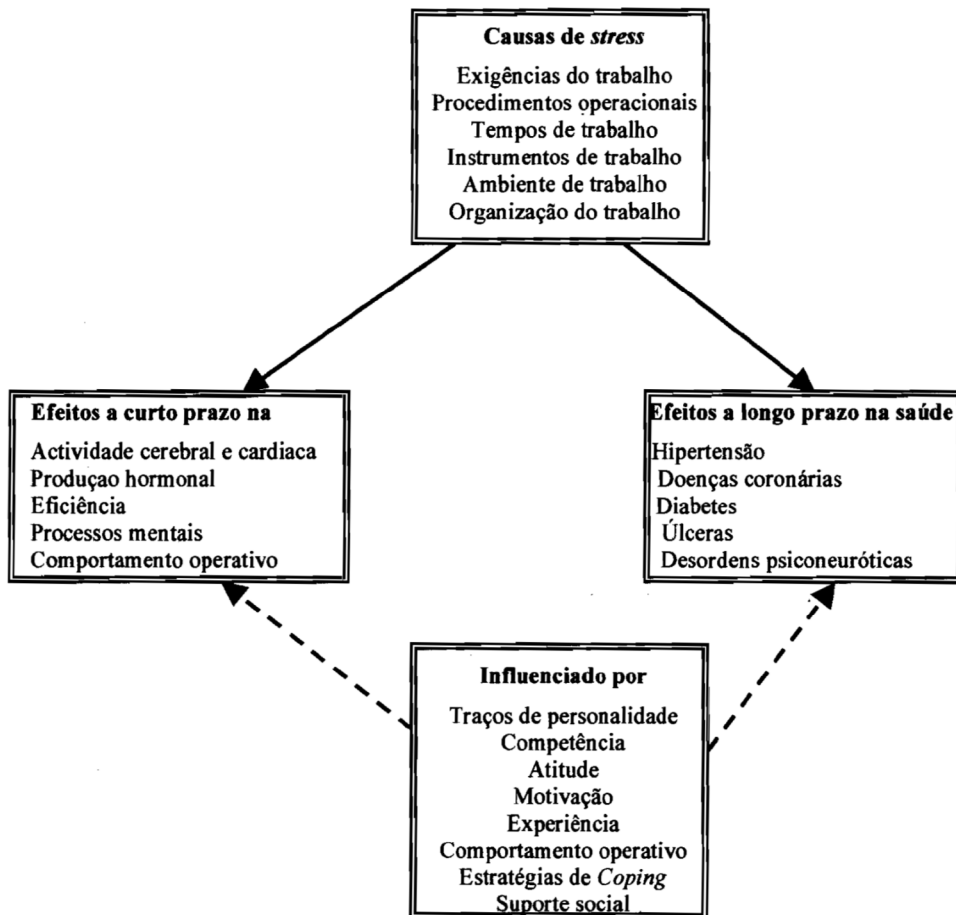 Causas de stress
Exigências do trabalho
Procedimentos operacionais
Tempos de trabalho
Instrumentos de trabalho
Ambiente de trabalho
Organização do trabalho
Efeitos a curto prazo na
Actividade cerebral e cardiaca
Produçao hormonal
Eficiência
Processos mentais
Comportamento operativo
Efeitos a longo prazo na saúde
Hipertensão
Doenças coronárias
Diabetes
Úlceras
Desordens psiconeuróticas
Influenciado por
Traços de personalidade
Competência
Atitude
Motivação
Experiência
Comportamento operativo
Estratégias de Coping
Suporte social